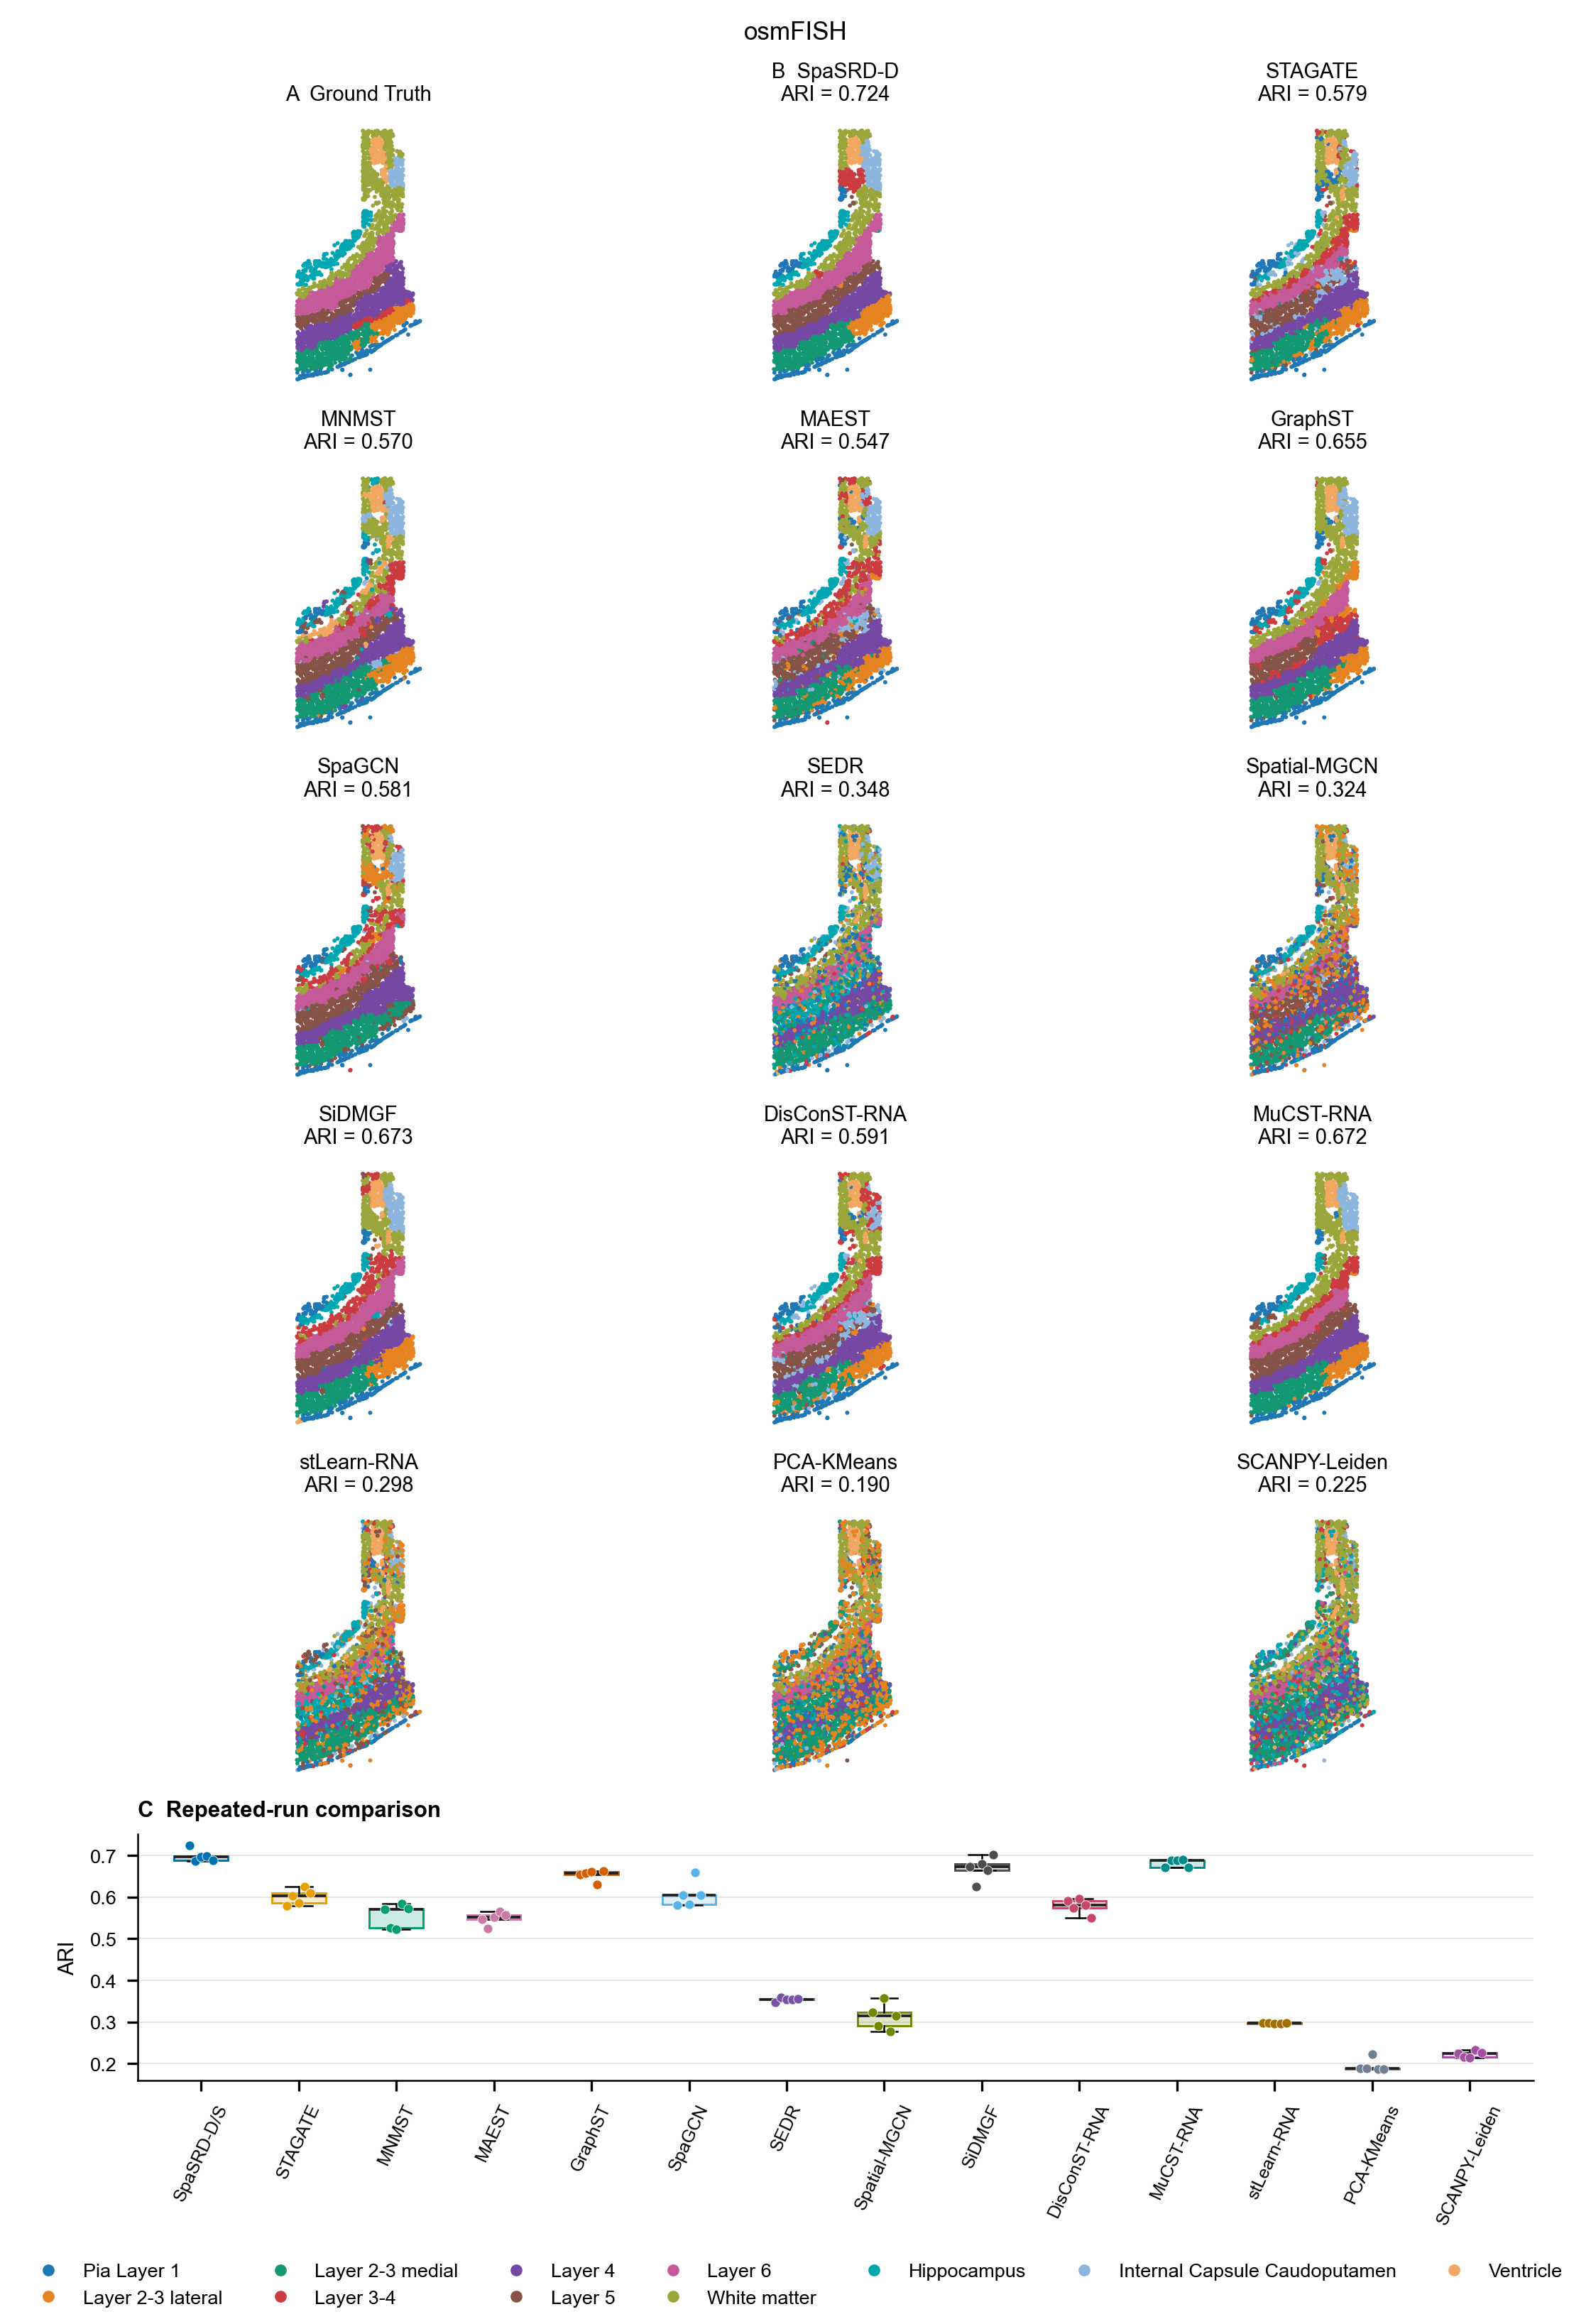 osmFISH
A Ground Truth
B SpaSRD-D
ARI = 0.724
STAGATE
ARI = 0.579
MNMST
ARI = 0.570
MAEST
ARI = 0.547
GraphST
ARI = 0.655
SpaGCN
ARI = 0.581
SEDR
ARI = 0.348
Spatial-MGCN
ARI = 0.324
SiDMGF
ARI = 0.673
DisConST-RNA
ARI = 0.591
MuCST-RNA
ARI = 0.672
stLearn-RNA
ARI = 0.298
PCA-KMeans
ARI = 0.190
SCANPY-Leiden
ARI = 0.225
C Repeated-run comparison
ARI
0.7
0.6
0.5
0.4
0.3
0.2
SpaSRD-D/S
STAGATE
MNMST
MAEST
GraphST
SpaGCN
SEDR
Spatial-MGCN
SiDMGF
DisConST-RNA
MuCST-RNA
stLearn-RNA
PCA-KMeans
SCANPY-Leiden
Pia Layer 1
Layer 2-3 medial
Layer 4
Layer 6
Hippocampus
Internal Capsule Caudoputamen
Ventricle
Layer 2-3 lateral
Layer 3-4
Layer 5
White matter